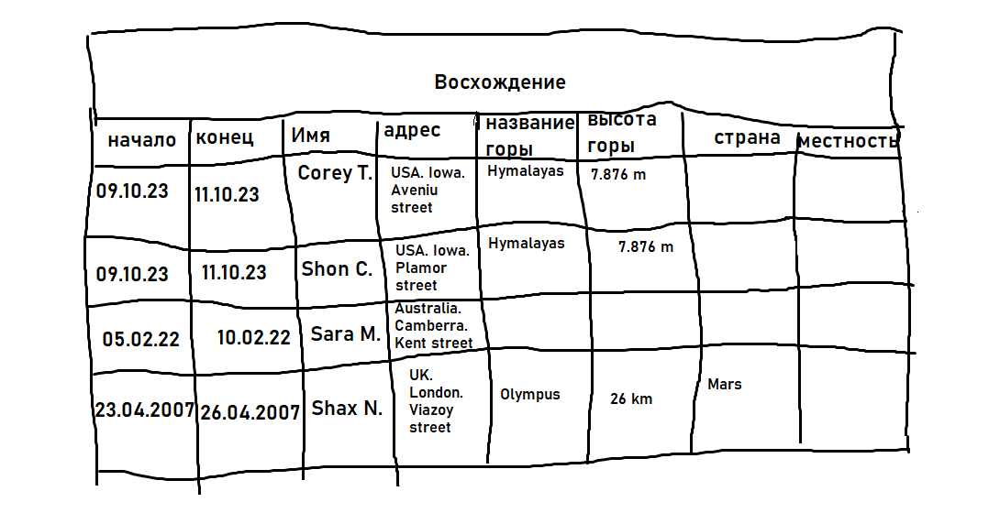 Восхождение
начало
конец
Имя
адрес
название
горы
высота
горы
страна
местность
09.10.23
11.10.23
Corey T.
USA. Iowa.
Aveniu
street
Hymalayas
7.876 m
09.10.23
11.10.23
Shon C.
USA. Iowa.
Plamor
street
Hymalayas
7.876 m
05.02.22
10.02.22
Sara M.
Australia.
Camberra.
Kent street
23.04.2007
26.04.2007
Shax N.
UK.
London.
Viazoy
street
Olympus
26 km
Mars